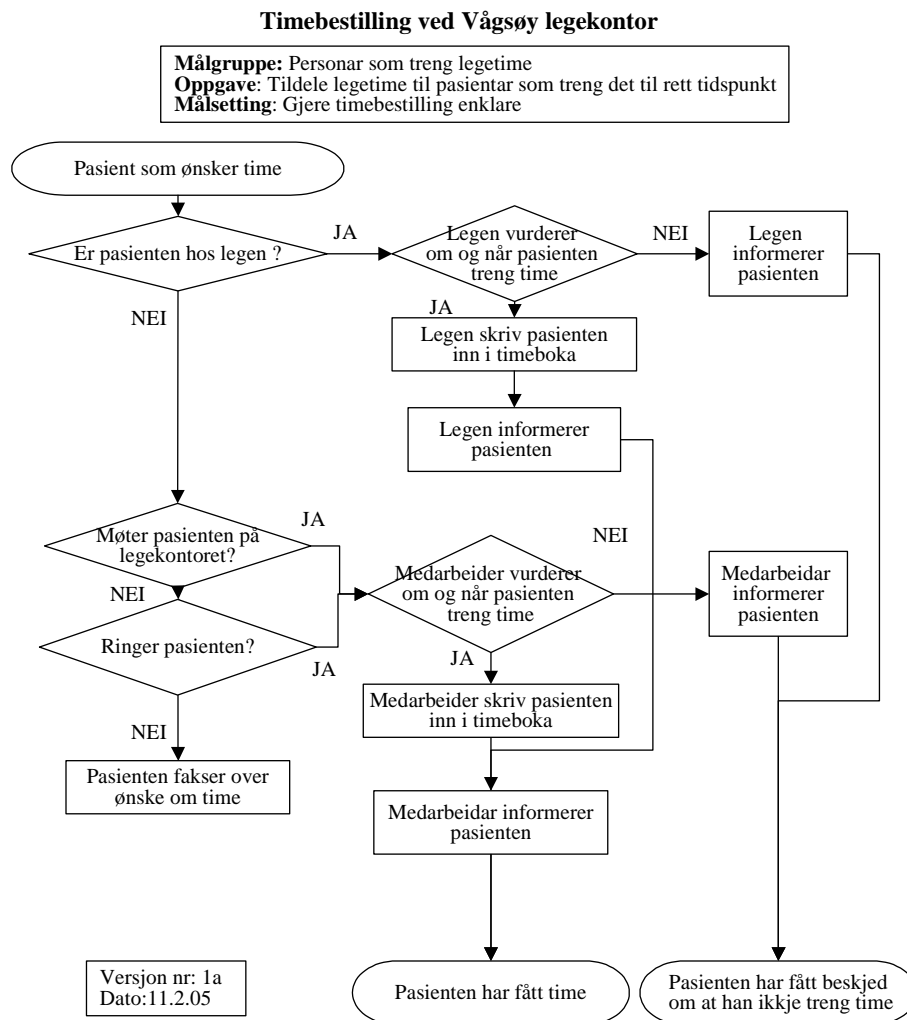 Timebestilling ved Vågsøy legekontor
Målgruppe: Personar som treng legetime
Oppgave: Tildele legetime til pasientar som treng det til rett tidspunkt
Målsetting: Gjere timebestilling enklare
Pasient som ønsker time
Er pasienten hos legen ?
JA
Legen vurderer
om og når pasienten
treng time
NEI
Legen
informerer
pasienten
NEI
JA
Legen skriv pasienten
inn i timeboka
Legen informerer
pasienten
Møter pasienten på
legekontoret?
JA
NEI
Medarbeider vurderer
om og når pasienten
treng time
NEI
Medarbeidar
informerer
pasienten
Ringer pasienten?
JA
JA
Medarbeider skriv pasienten
inn i timeboka
NEI
Pasienten fakser over
ønske om time
Medarbeidar informerer
pasienten
Versjon nr: 1a
Dato:11.2.05
Pasienten har fått time
Pasienten har fått beskjed
om at han ikkje treng time